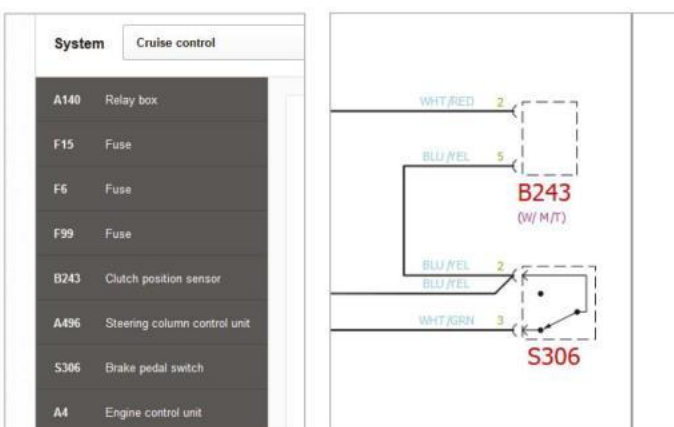 System Cruise control
A140 Relay box
F15 Fuse
F6 Fuse
F99 Fuse
B243 Clutch position sensor
A496 Steering column control unit
S306 Brake pedal switch
A4 Engine control unit
WHT/RED 2
BLU/YEL 5
B243
(W/ M/T)
BLU/YEL 2
BLU/YEL
WHT/GRN 3
S306